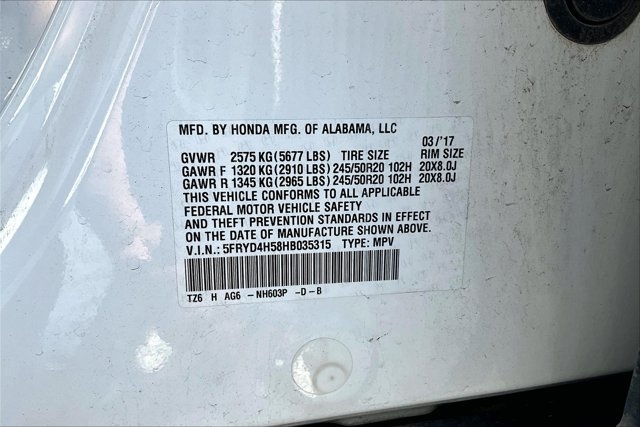 MFD. BY HONDA MFG. OF ALABAMA, LLC
03/'17
GVWR 2575 KG (5677 LBS) TIRE SIZE RIM SIZE
GAWR F 1320 KG (2910 LBS) 245/50R20 102H 20X8.0J
GAWR R 1345 KG (2965 LBS) 245/50R20 102H 20X8.0J
THIS VEHICLE CONFORMS TO ALL APPLICABLE
FEDERAL MOTOR VEHICLE SAFETY
AND THEFT PREVENTION STANDARDS IN EFFECT
ON THE DATE OF MANUFACTURE SHOWN ABOVE.
V.I.N.: 5FRYD4H58HB035315 TYPE: MPV
TZ6 H AG6 -NH603P -D-B